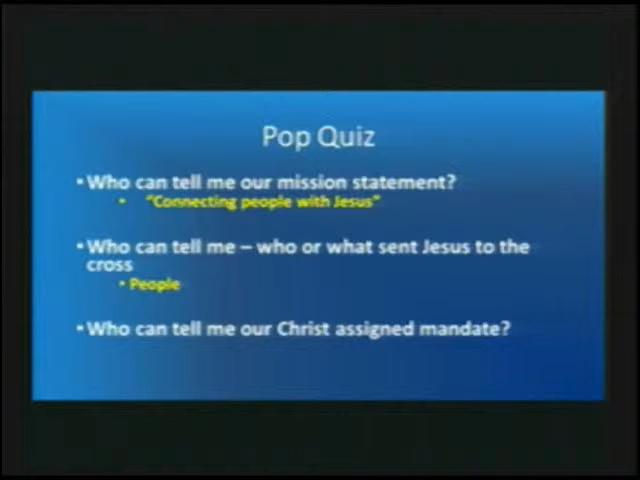 Pop Quiz
• Who can tell me our mission statement?
• "Connecting people with Jesus"
• Who can tell me – who or what sent Jesus to the
cross
• People
• Who can tell me our Christ assigned mandate?